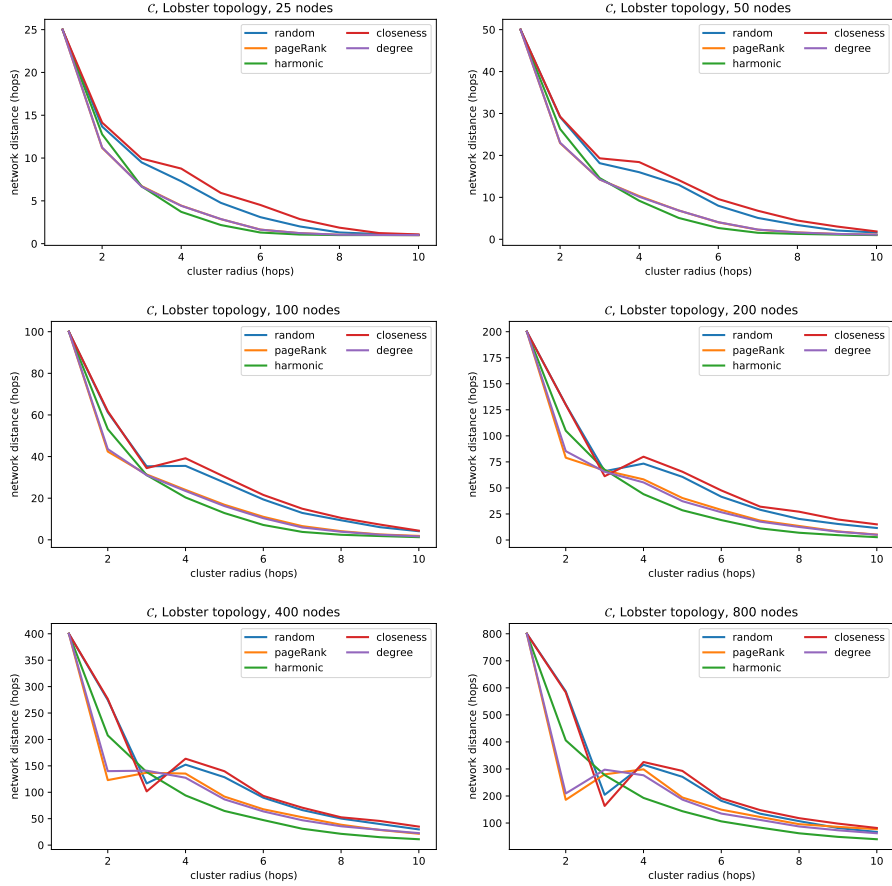 C, Lobster topology, 25 nodes
network distance (hops)
25
20
15
10
5
0
random
pageRank
harmonic
closeness
degree
2
4
6
8
10
cluster radius (hops)
C, Lobster topology, 50 nodes
network distance (hops)
50
40
30
20
10
0
random
pageRank
harmonic
closeness
degree
2
4
6
8
10
cluster radius (hops)
C, Lobster topology, 100 nodes
network distance (hops)
100
80
60
40
20
0
random
pageRank
harmonic
closeness
degree
2
4
6
8
10
cluster radius (hops)
C, Lobster topology, 200 nodes
network distance (hops)
200
175
150
125
100
75
50
25
0
random
pageRank
harmonic
closeness
degree
2
4
6
8
10
cluster radius (hops)
C, Lobster topology, 400 nodes
network distance (hops)
400
350
300
250
200
150
100
50
0
random
pageRank
harmonic
closeness
degree
2
4
6
8
10
cluster radius (hops)
C, Lobster topology, 800 nodes
network distance (hops)
800
700
600
500
400
300
200
100
random
pageRank
harmonic
closeness
degree
2
4
6
8
10
cluster radius (hops)